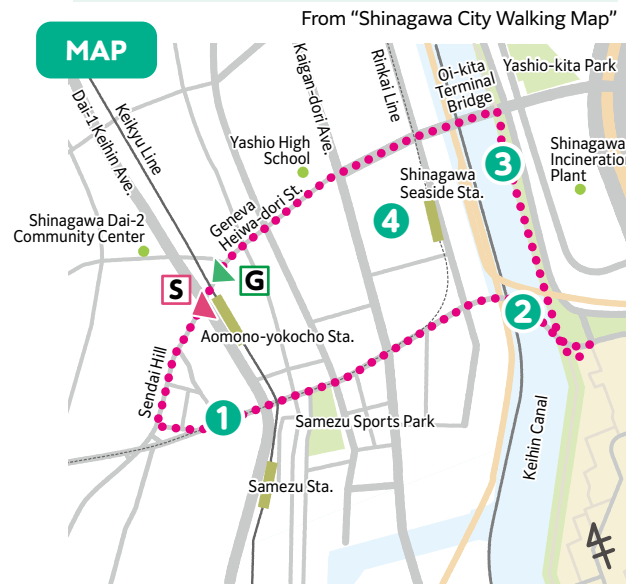 From “Shinagawa City Walking Map”
MAP
Dai-1 Keihin Ave.
Keikyu Line
Kaigan-dori Ave.
Rinkai Line
Oi-kita
Terminal
Bridge
Yashio-kita Park
Yashio High
School
Shinagawa
Incineration
Plant
3
Shinagawa
Seaside Sta.
Geneva
Heiwa-dori St.
4
Shinagawa Dai-2
Community Center
S
G
2
Aomono-yokocho Sta.
Sendai Hill
1
Samezu Sports Park
Keihin Canal
Samezu Sta.